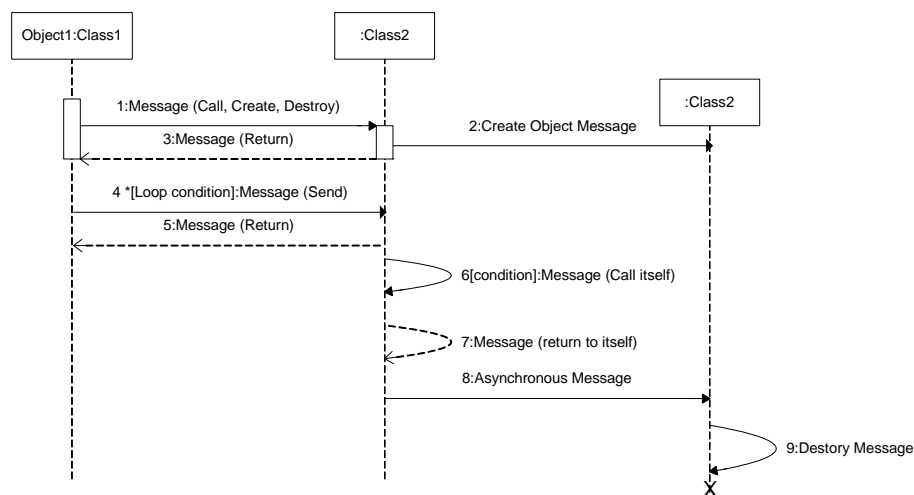 Object1:Class1
:Class2
:Class2
1:Message (Call, Create, Destroy)
2:Create Object Message
3:Message (Return)
4 *[Loop condition]:Message (Send)
5:Message (Return)
6[condition]:Message (Call itself)
7:Message (return to itself)
8:Asynchronous Message
9:Destory Message
X